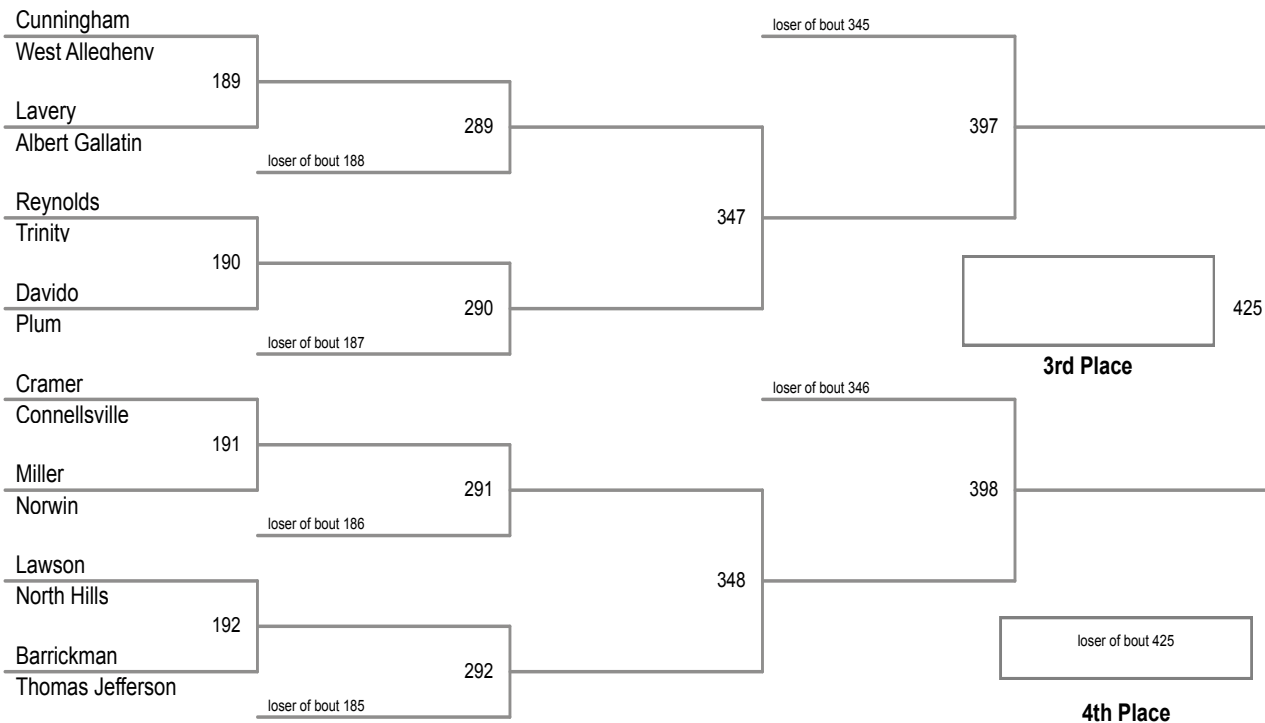 Cunningham
West Allegheny
189
Lavery
Albert Gallatin
loser of bout 188
289
Reynolds
Trinity
190
Davido
Plum
loser of bout 187
290
347
loser of bout 345
397
Cramer
Connellsville
191
Miller
Norwin
loser of bout 186
291
Lawson
North Hills
192
Barrickman
Thomas Jefferson
loser of bout 185
292
348
loser of bout 346
398
425
3rd Place
loser of bout 425
4th Place